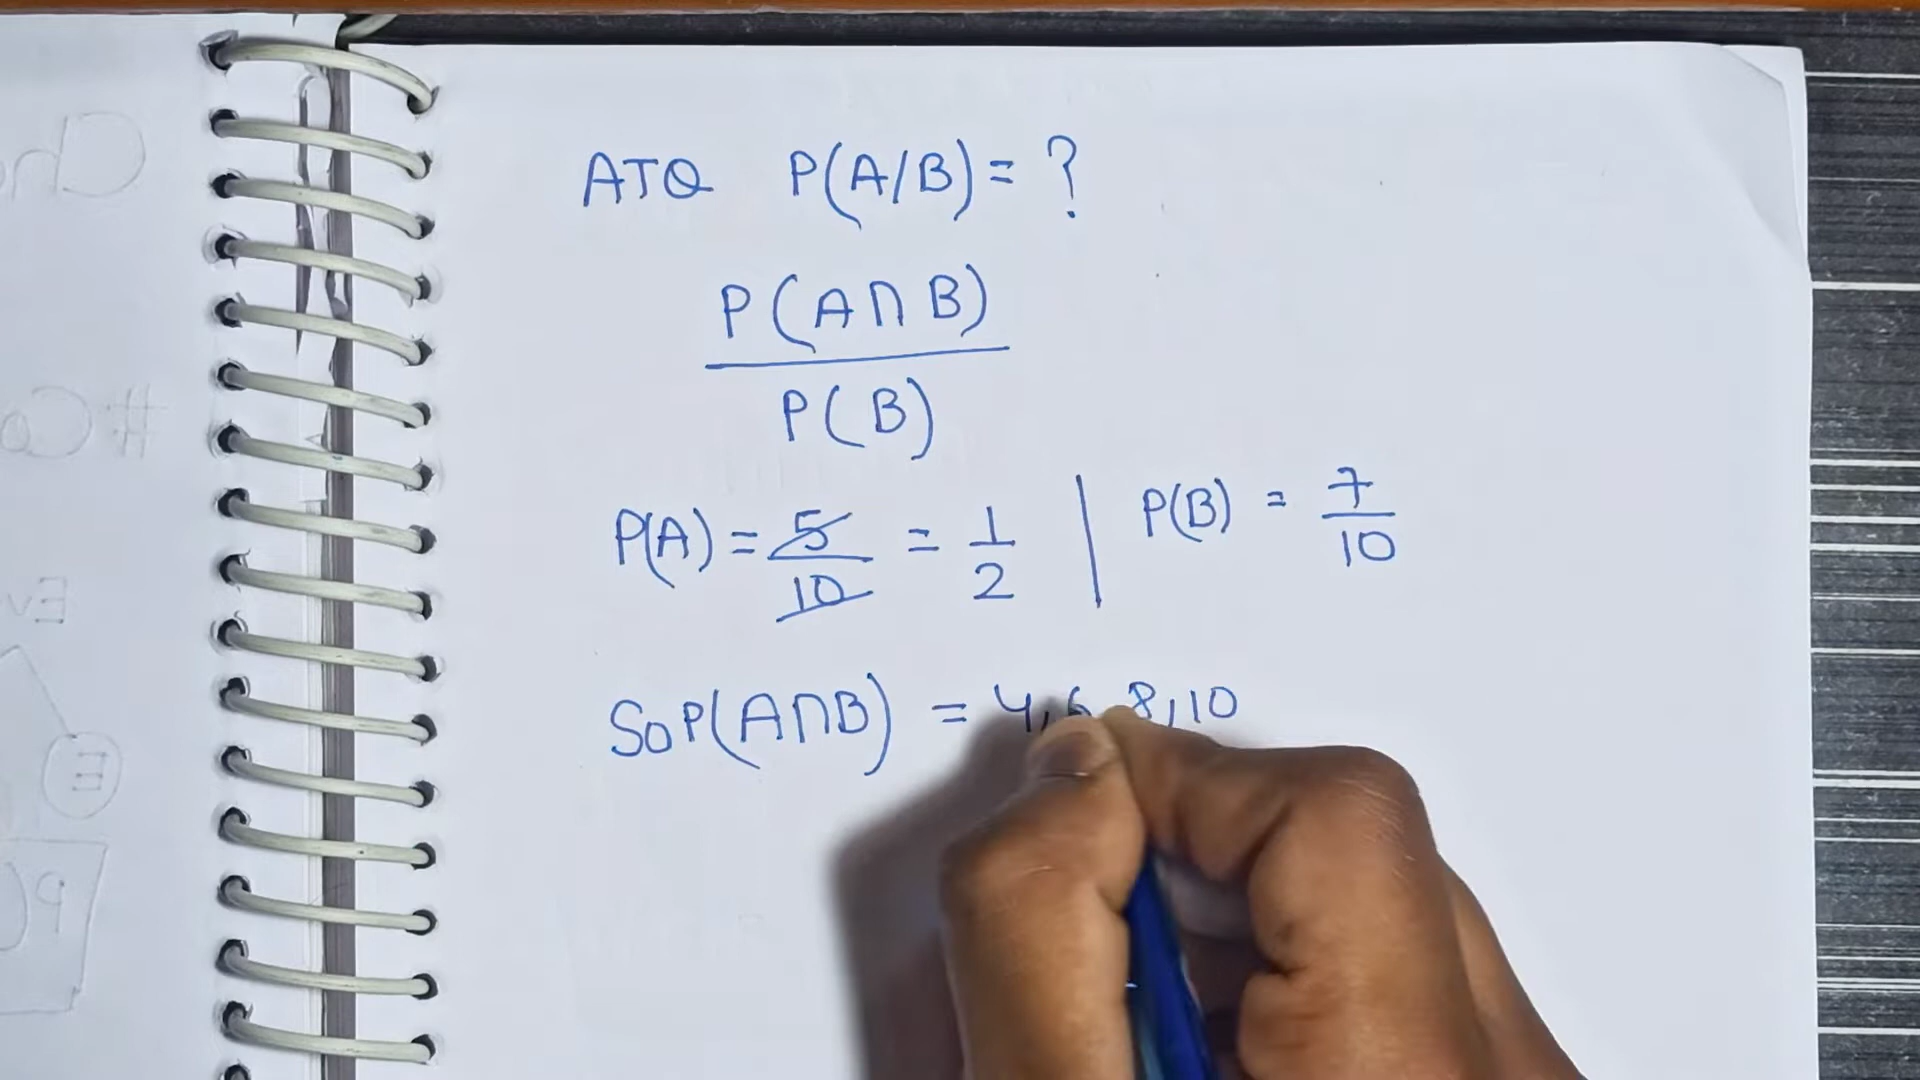 ATQ P(A/B) = ?
P(A∩B)
P(B)
P(A) = 5/10 = 1/2 | P(B) = 7/10
So P(A∩B) = 4,6,8,10